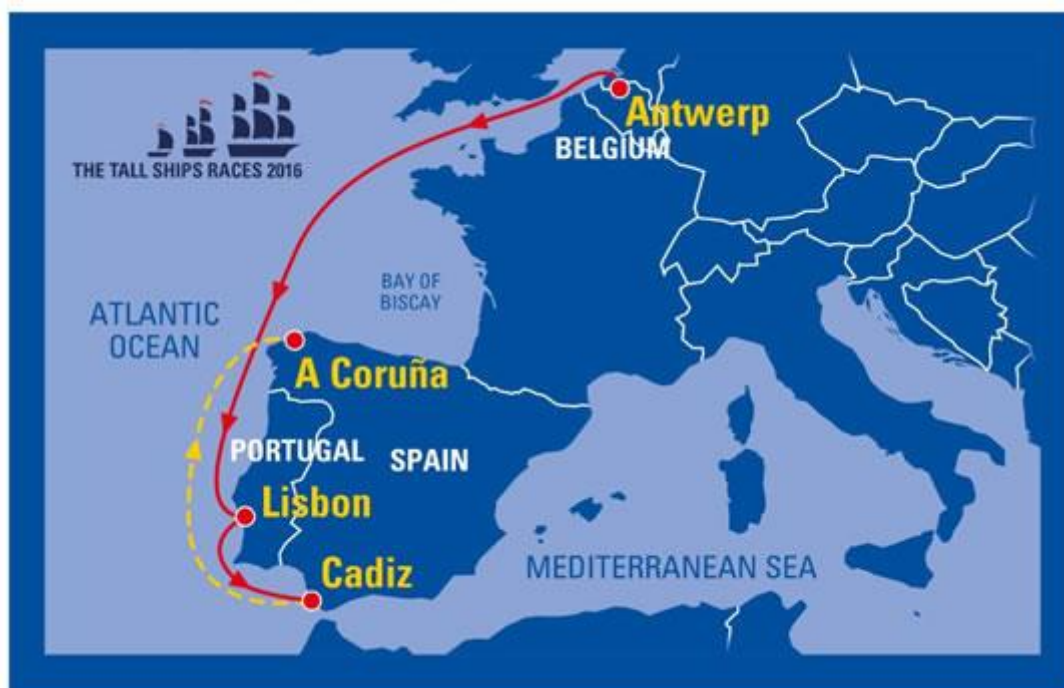 Antwerp
BELGIUM
THE TALL SHIPS RACES 2016
BAY OF
BISCAY
ATLANTIC
OCEAN
A Coruña
PORTUGAL
SPAIN
Lisbon
Cadiz
MEDITERRANEAN SEA